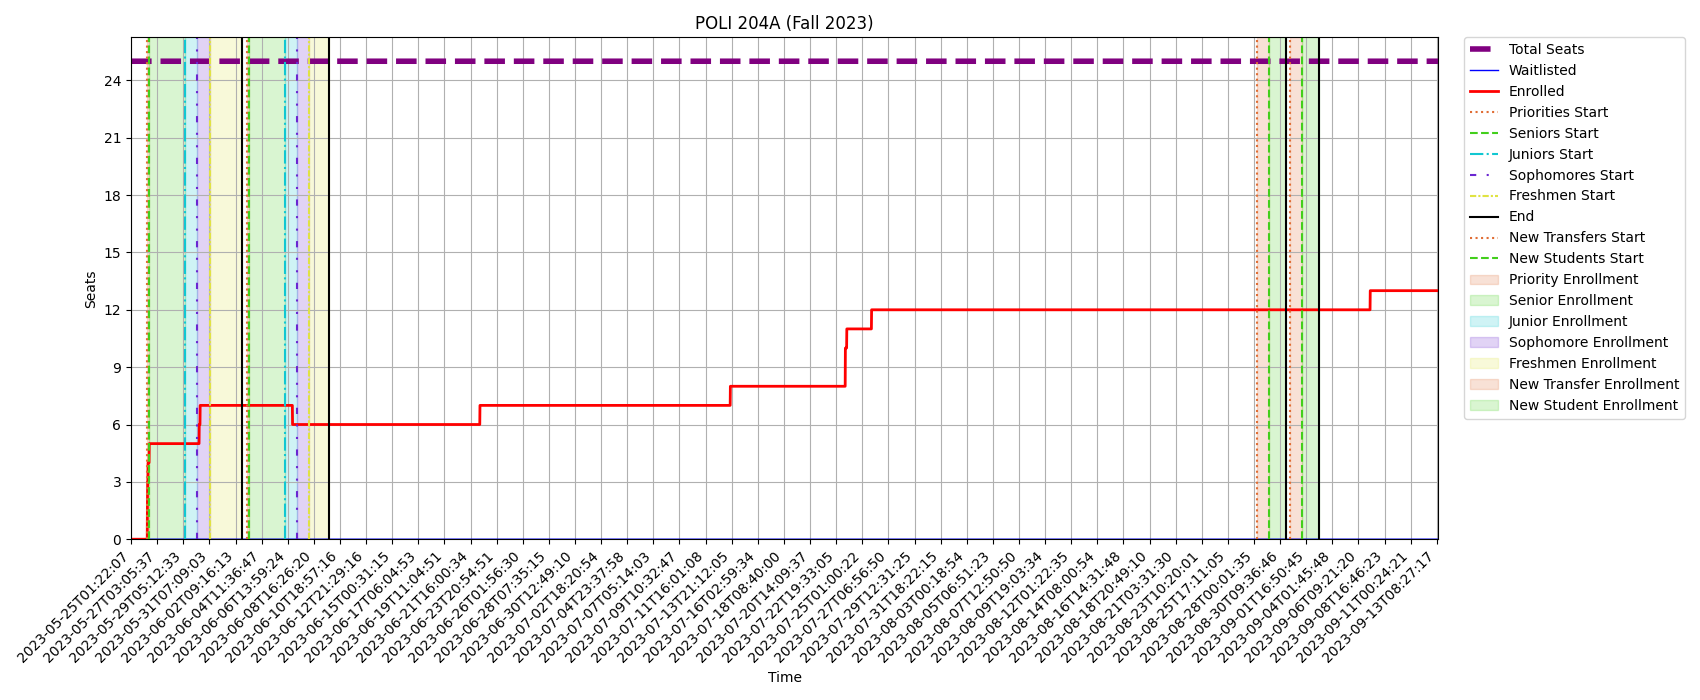 POLI 204A (Fall 2023)
Seats
24
21
18
15
12
9
6
3
0
2023-05-25T01:22:07
2023-05-27T03:05:37
2023-05-29T05:12:33
2023-05-31T07:09:03
2023-06-02T09:16:13
2023-06-04T11:36:47
2023-06-06T13:59:24
2023-06-08T16:26:20
2023-06-10T18:57:16
2023-06-12T21:29:16
2023-06-15T00:31:15
2023-06-17T06:04:53
2023-06-19T11:04:51
2023-06-21T16:00:34
2023-06-23T20:54:51
2023-06-26T01:56:30
2023-06-28T07:35:15
2023-06-30T12:49:10
2023-07-02T18:20:54
2023-07-04T23:37:58
2023-07-07T05:14:03
2023-07-09T10:32:47
2023-07-11T16:01:08
2023-07-13T21:12:05
2023-07-16T02:59:34
2023-07-18T08:40:00
2023-07-20T14:09:37
2023-07-22T19:33:05
2023-07-25T01:00:22
2023-07-27T06:56:50
2023-07-29T12:31:25
2023-07-31T18:22:15
2023-08-03T00:18:54
2023-08-05T06:51:23
2023-08-07T12:50:50
2023-08-09T19:03:34
2023-08-12T01:22:35
2023-08-14T08:00:54
2023-08-16T14:31:48
2023-08-18T20:49:10
2023-08-21T03:31:30
2023-08-23T10:20:01
2023-08-25T17:11:05
2023-08-28T00:01:35
2023-08-30T09:36:46
2023-09-01T16:50:45
2023-09-04T01:45:48
2023-09-06T09:21:20
2023-09-08T16:46:23
2023-09-11T00:24:21
2023-09-13T08:27:17
Time
Total Seats
Waitlisted
Enrolled
Priorities Start
Seniors Start
Juniors Start
Sophomores Start
Freshmen Start
End
New Transfers Start
New Students Start
Priority Enrollment
Senior Enrollment
Junior Enrollment
Sophomore Enrollment
Freshmen Enrollment
New Transfer Enrollment
New Student Enrollment